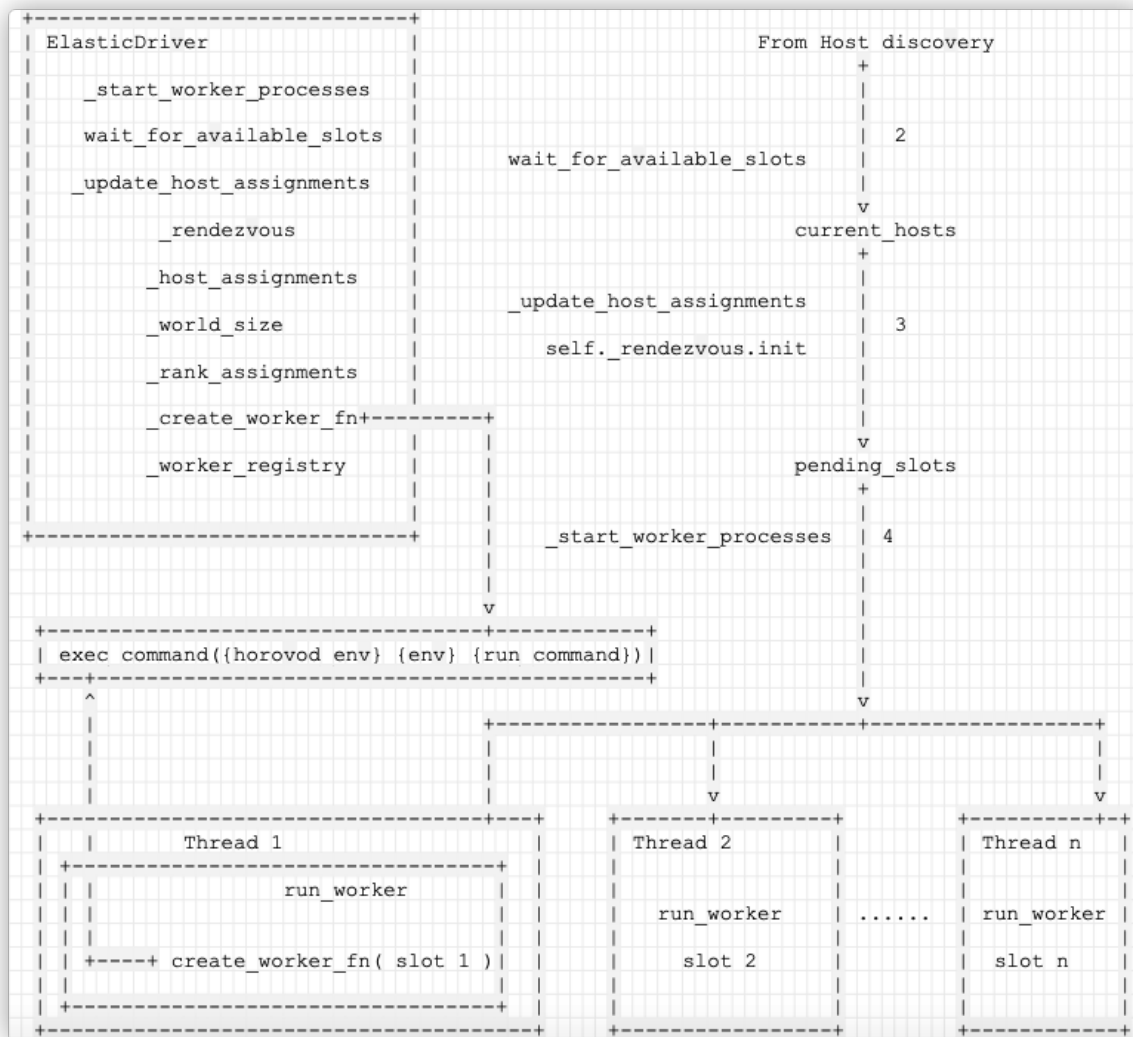 ElasticDriver
_start_worker_processes
wait_for_available_slots
_update_host_assignments
_rendezvous
_host_assignments
_world_size
_rank_assignments
_create_worker_fn
_worker_registry
From Host discovery
2
wait_for_available_slots
current_hosts
_update_host_assignments
3
self._rendezvous.init
pending_slots
_start_worker_processes
4
exec command({horovod env} {env} {run command})
Thread 1
run_worker
create_worker_fn( slot 1 )
Thread 2
run_worker
slot 2
......
Thread n
run_worker
slot n